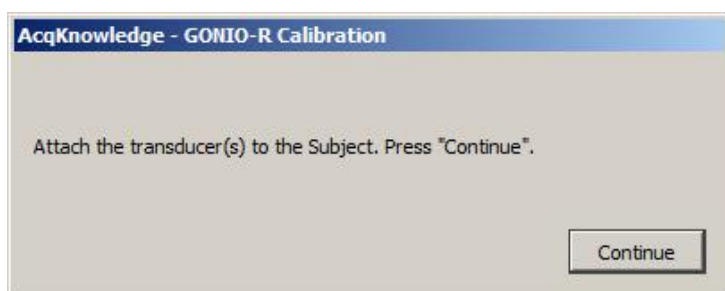 AcqKnowledge - GONIO-R Calibration
Attach the transducer(s) to the Subject. Press "Continue".
Continue